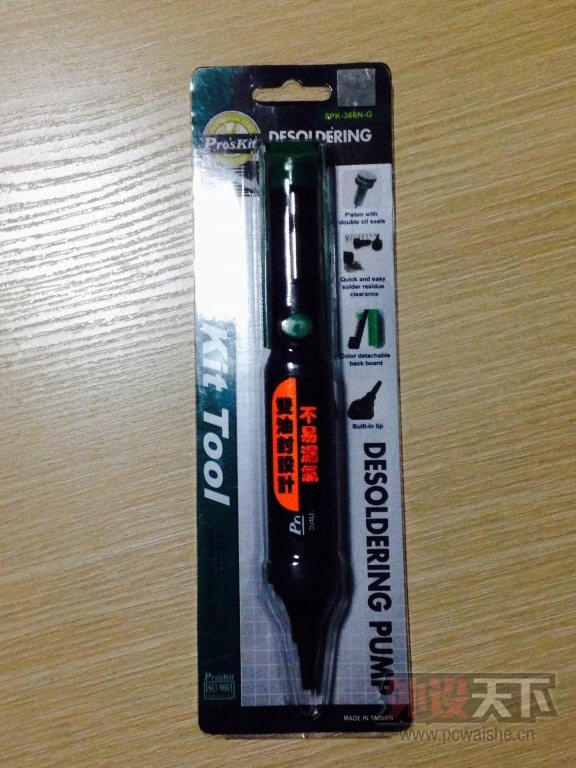 8PK-366N-G
Pro'sKit
DESOLDERING
Piston with
double oil seals
Quick and easy
solder residue
clearance
Color detachable
back board
Built-in tip
Kit Tool
不易漏氣
雙油封設計
DESOLDERING PUMP
Pro'sKit
ISO 9001
MADE IN TAIWAN
外设天下
www.pcwaishe.cn